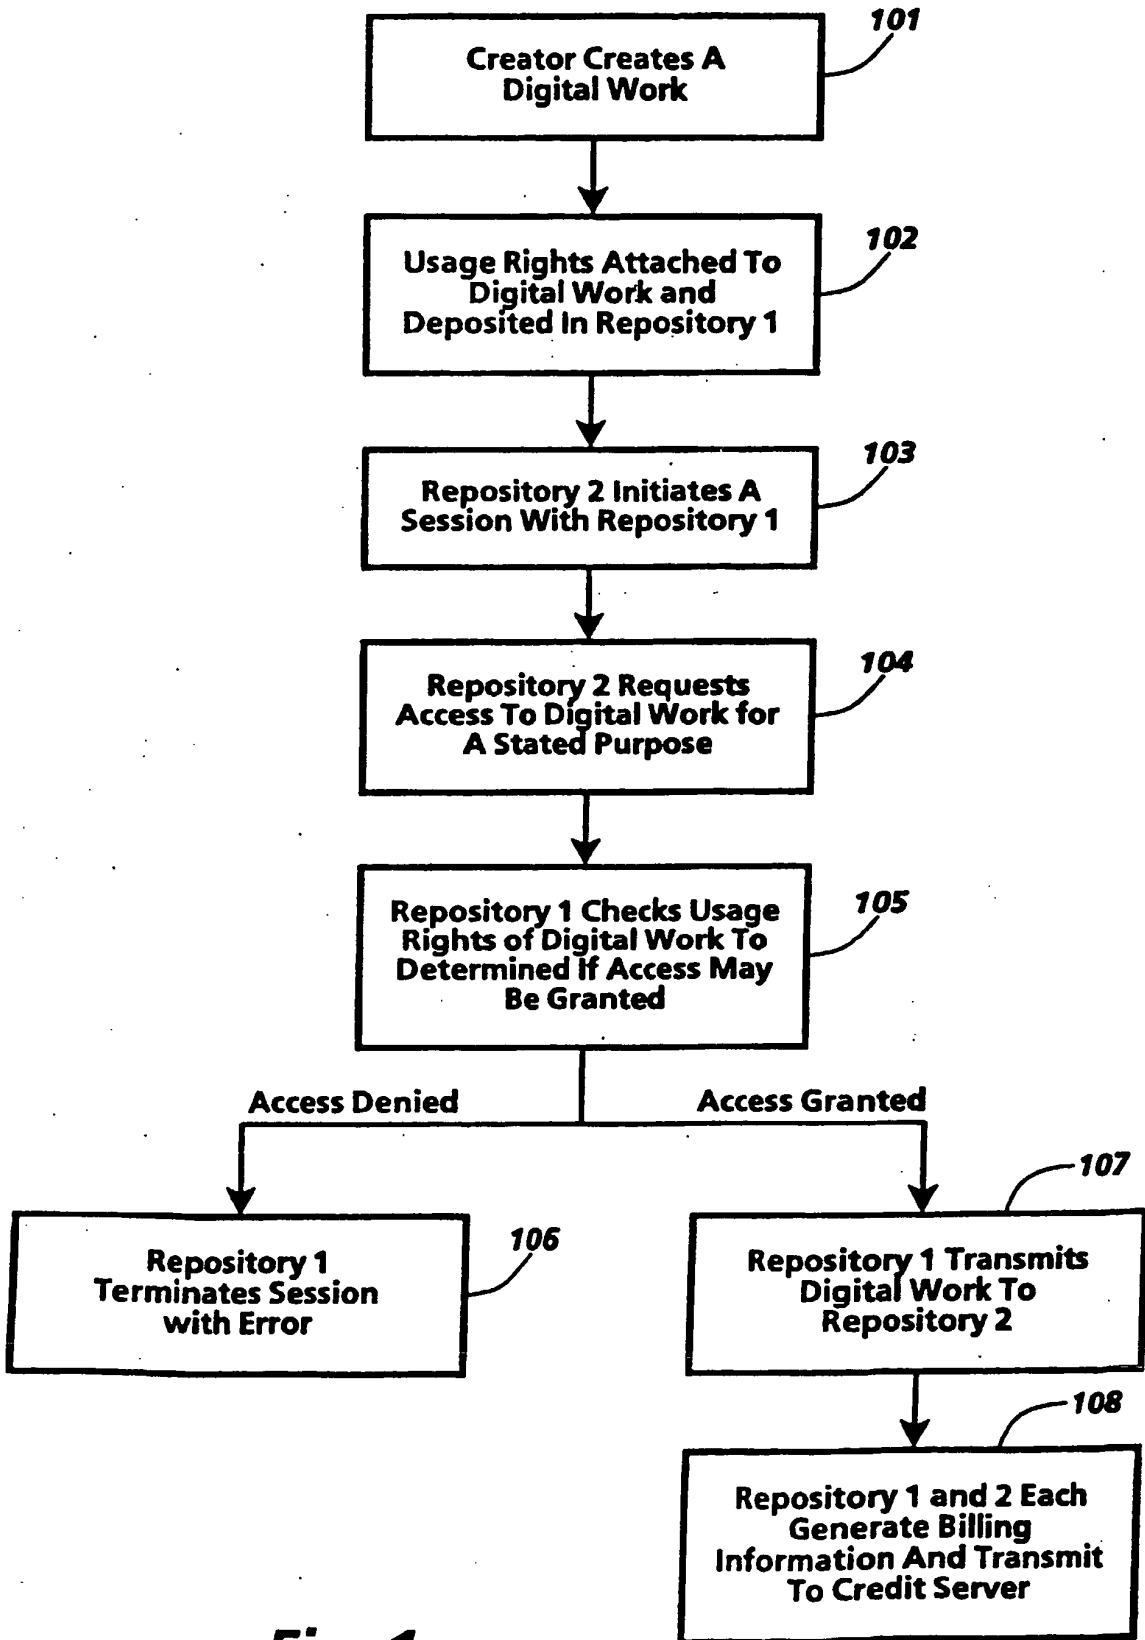 101
Creator Creates A
Digital Work
102
Usage Rights Attached To
Digital Work and
Deposited In Repository 1
103
Repository 2 Initiates A
Session With Repository 1
104
Repository 2 Requests
Access To Digital Work for
A Stated Purpose
105
Repository 1 Checks Usage
Rights of Digital Work To
Determined If Access May
Be Granted
Access Denied
Access Granted
106
Repository 1
Terminates Session
with Error
107
Repository 1 Transmits
Digital Work To
Repository 2
108
Repository 1 and 2 Each
Generate Billing
Information And Transmit
To Credit Server